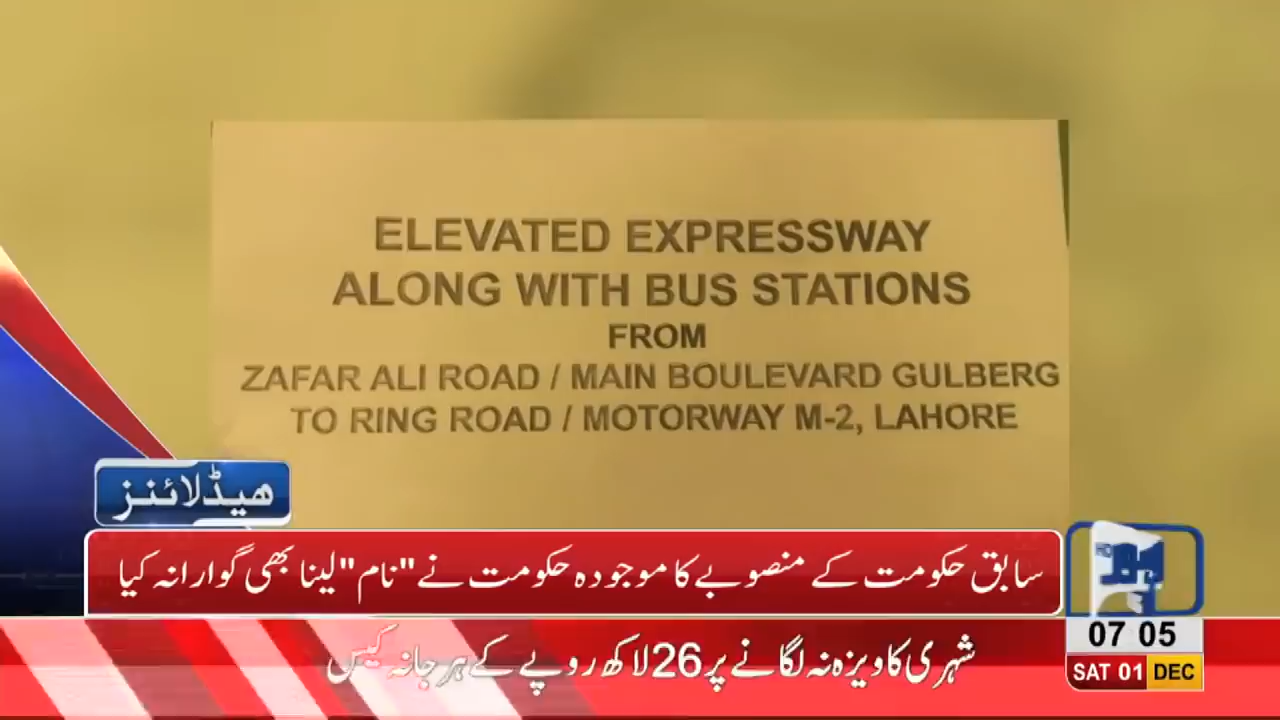 ELEVATED EXPRESSWAY
ALONG WITH BUS STATIONS
FROM
ZAFAR ALI ROAD / MAIN BOULEVARD GULBERG
TO RING ROAD / MOTORWAY M-2, LAHORE
ھیڈلائنز
سابق حکومت کے منصوبے کا موجودہ حکومت نے "نام" لینا بھی گوارا نہ کیا
شہری کا ویزہ نہ لگانے پر 26 لاکھ روپے کے ہرجانہ کیس
07 05
SAT 01 DEC